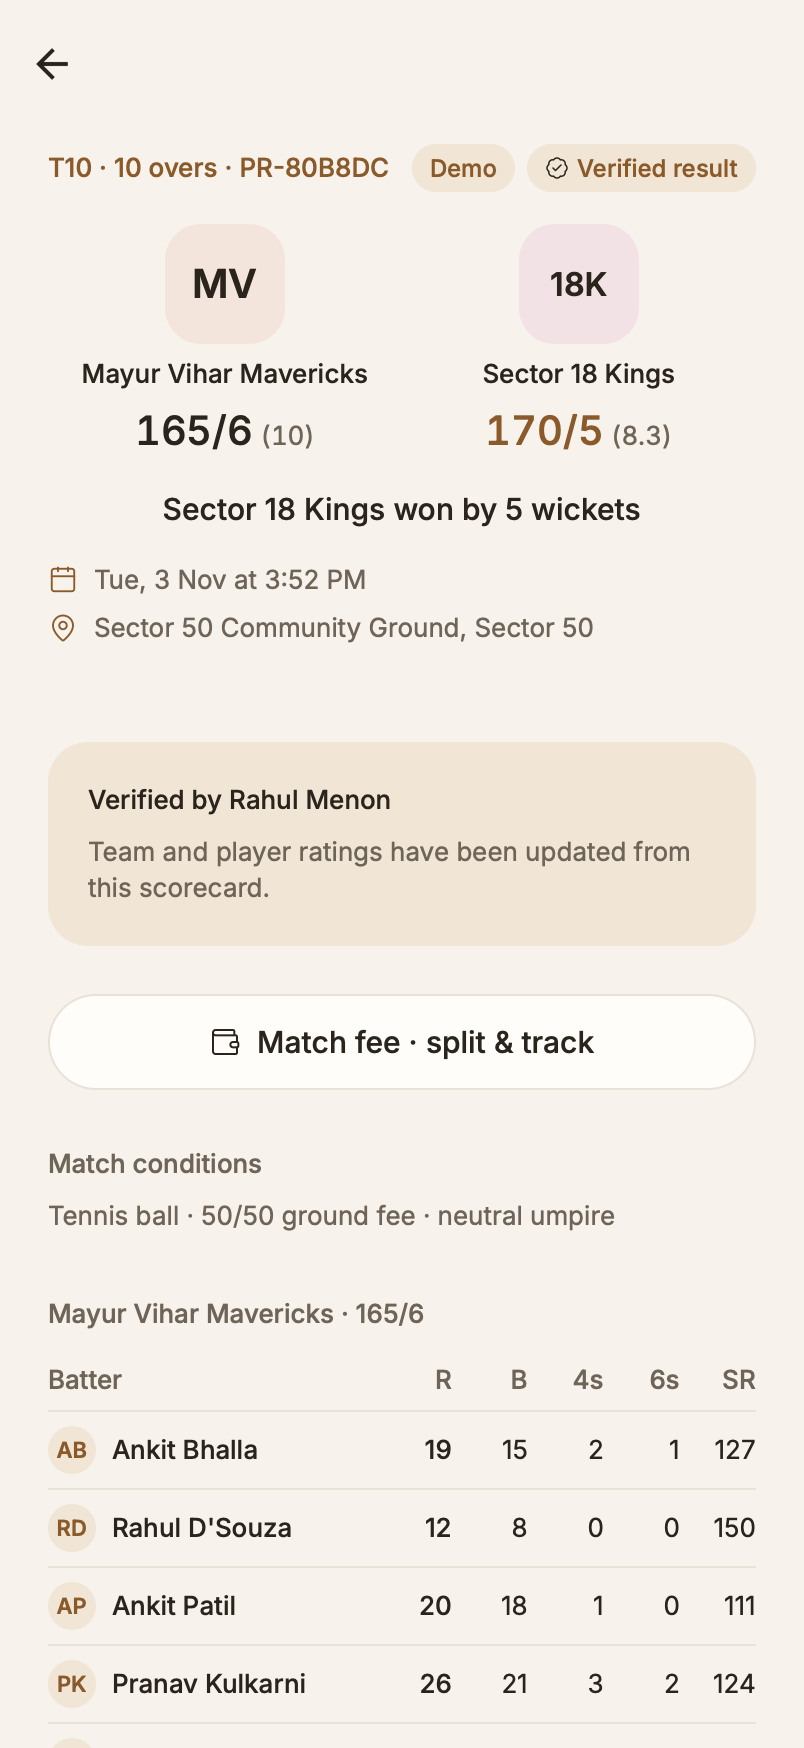 T10 · 10 overs · PR-80B8DC Demo Verified result
MV 18K
Mayur Vihar Mavericks Sector 18 Kings
165/6 (10) 170/5 (8.3)
Sector 18 Kings won by 5 wickets
Tue, 3 Nov at 3:52 PM
Sector 50 Community Ground, Sector 50
Verified by Rahul Menon
Team and player ratings have been updated from
this scorecard.
Match fee · split & track
Match conditions
Tennis ball · 50/50 ground fee · neutral umpire
Mayur Vihar Mavericks · 165/6
Batter R B 4s 6s SR
AB Ankit Bhalla 19 15 2 1 127
RD Rahul D'Souza 12 8 0 0 150
AP Ankit Patil 20 18 1 0 111
PK Pranav Kulkarni 26 21 3 2 124